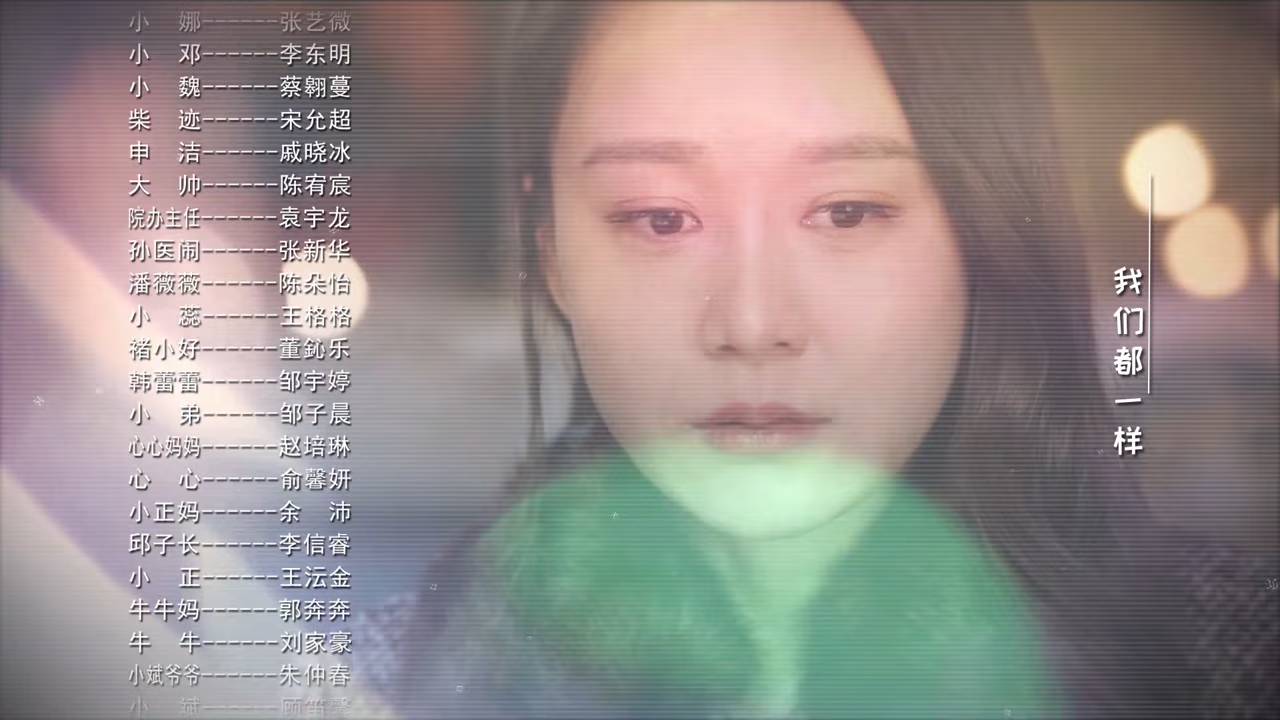 小　娜------张艺微
小　邓------李东明
小　魏------蔡翱蔓
柴　迹------宋允超
申　洁------戚晓冰
大　帅------陈宥宸
院办主任------袁宇龙
孙医闹------张新华
潘薇薇------陈朵怡
小　蕊------王格格
褚小好------董鈊乐
韩蕾蕾------邹宇婷
小　弟------邹子晨
心心妈妈------赵培琳
心　心------俞馨妍
小正妈------余　沛
邱子长------李信睿
小　正------王沄金
牛牛妈------郭奔奔
牛　牛------刘家豪
小斌爷爷------朱仲春
小　斌------顾笛馨
我们都一样